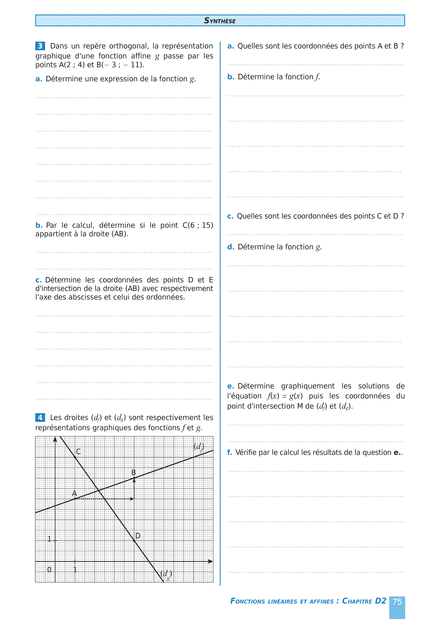 SYNTHÈSE
3 Dans un repère orthogonal, la représentation
graphique d'une fonction affine g passe par les
points A(2 ; 4) et B(− 3 ; − 11).
a. Détermine une expression de la fonction g.
b. Par le calcul, détermine si le point C(6 ; 15)
appartient à la droite (AB).
c. Détermine les coordonnées des points D et E
d'intersection de la droite (AB) avec respectivement
l'axe des abscisses et celui des ordonnées.
4 Les droites (df) et (dg) sont respectivement les
représentations graphiques des fonctions f et g.
(df)
C
B
A
D
1
0
1
(dg)
a. Quelles sont les coordonnées des points A et B ?
b. Détermine la fonction f.
c. Quelles sont les coordonnées des points C et D ?
d. Détermine la fonction g.
e. Détermine graphiquement les solutions de
l'équation f(x) = g(x) puis les coordonnées du
point d'intersection M de (df) et (dg).
f. Vérifie par le calcul les résultats de la question e..
FONCTIONS LINÉAIRES ET AFFINES : CHAPITRE D2 75